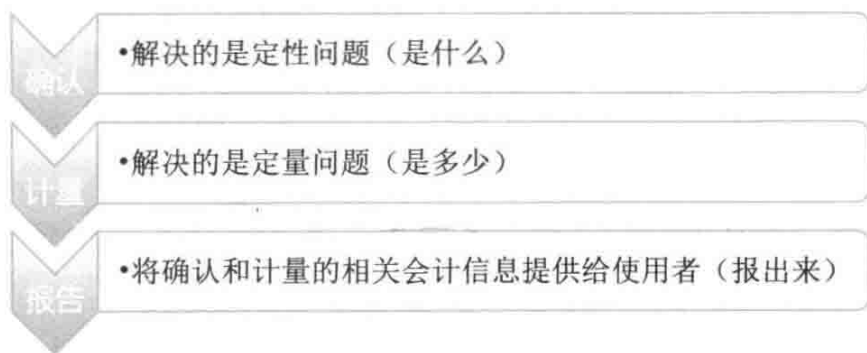 确认
•解决的是定性问题（是什么）
计量
•解决的是定量问题（是多少）
报告
•将确认和计量的相关会计信息提供给使用者（报出来）